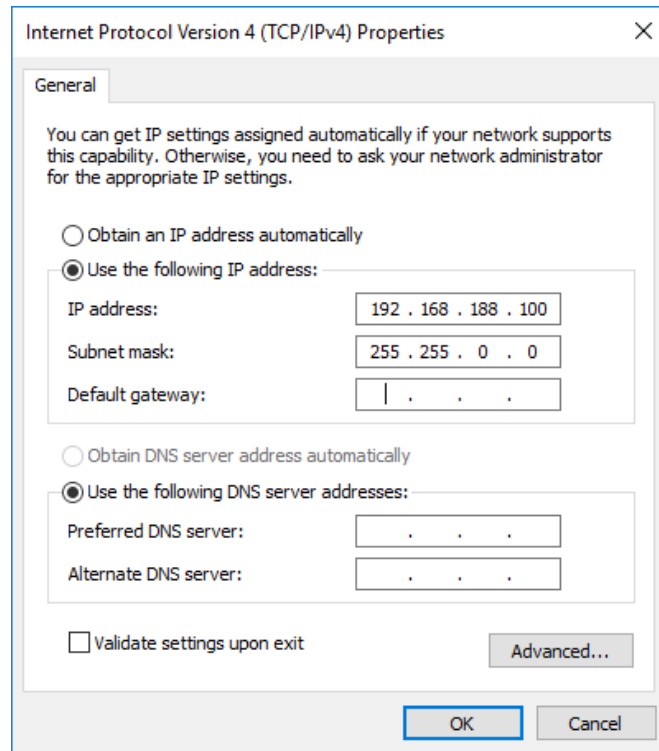 Internet Protocol Version 4 (TCP/IPv4) Properties
General
You can get IP settings assigned automatically if your network supports
this capability. Otherwise, you need to ask your network administrator
for the appropriate IP settings.
Obtain an IP address automatically
Use the following IP address:
IP address: 192 . 168 . 188 . 100
Subnet mask: 255 . 255 . 0 . 0
Default gateway: . . .
Obtain DNS server address automatically
Use the following DNS server addresses:
Preferred DNS server: . . .
Alternate DNS server: . . .
Validate settings upon exit
Advanced...
OK Cancel